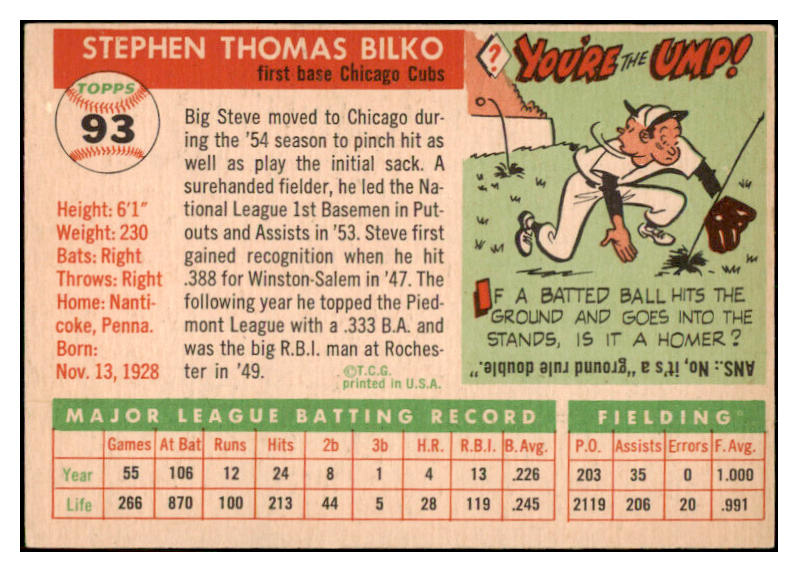 STEPHEN THOMAS BILKO
first base Chicago Cubs
TOPPS
93
Height: 6'1"
Weight: 230
Bats: Right
Throws: Right
Home: Nanti-
coke, Penna.
Born:
Nov. 13, 1928
Big Steve moved to Chicago dur-
ing the '54 season to pinch hit as
well as play the initial sack. A
surehanded fielder, he led the Na-
tional League 1st Basemen in Put-
outs and Assists in '53. Steve first
gained recognition when he hit
.388 for Winston-Salem in '47. The
following year he topped the Pied-
mont League with a .333 B.A. and
was the big R.B.I. man at Roches-
ter in '49.
©T.C.G.
printed in U.S.A.
?
YOU'RE THE UMP!
IF A BATTED BALL HITS THE
GROUND AND GOES INTO THE
STANDS, IS IT A HOMER?
ANS.: No, it's a "ground rule double."
MAJOR LEAGUE BATTING RECORD
Games At Bat Runs Hits 2b 3b H.R. R.B.I. B. Avg.
Year 55 106 12 24 8 1 4 13 .226
Life 266 870 100 213 44 5 28 119 .245
FIELDING
P.O. Assists Errors F. Avg.
203 35 0 1.000
2119 206 20 .991